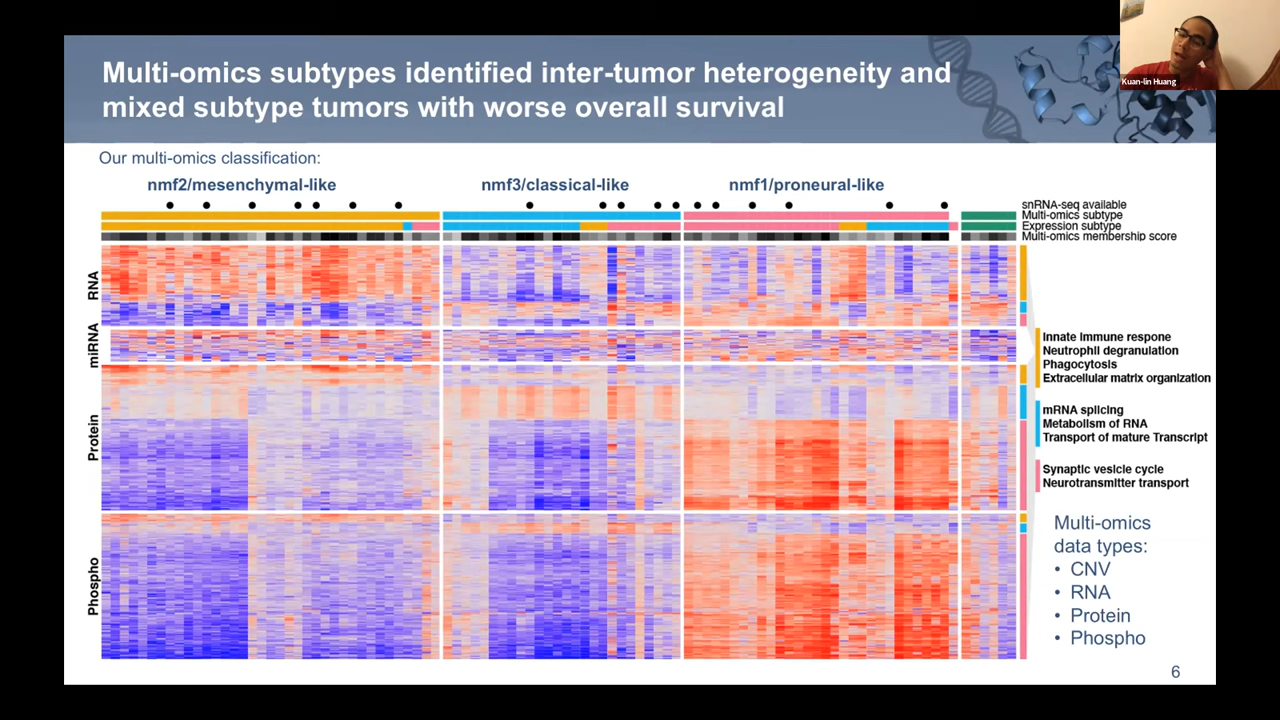 Kuan-lin Huang
Multi-omics subtypes identified inter-tumor heterogeneity and
mixed subtype tumors with worse overall survival
Our multi-omics classification:
nmf2/mesenchymal-like
nmf3/classical-like
nmf1/proneural-like
snRNA-seq available
Multi-omics subtype
Expression subtype
Multi-omics membership score
RNA
miRNA
Protein
Phospho
Innate immune respone
Neutrophil degranulation
Phagocytosis
Extracellular matrix organization
mRNA splicing
Metabolism of RNA
Transport of mature Transcript
Synaptic vesicle cycle
Neurotransmitter transport
Multi-omics
data types:
• CNV
• RNA
• Protein
• Phospho
6